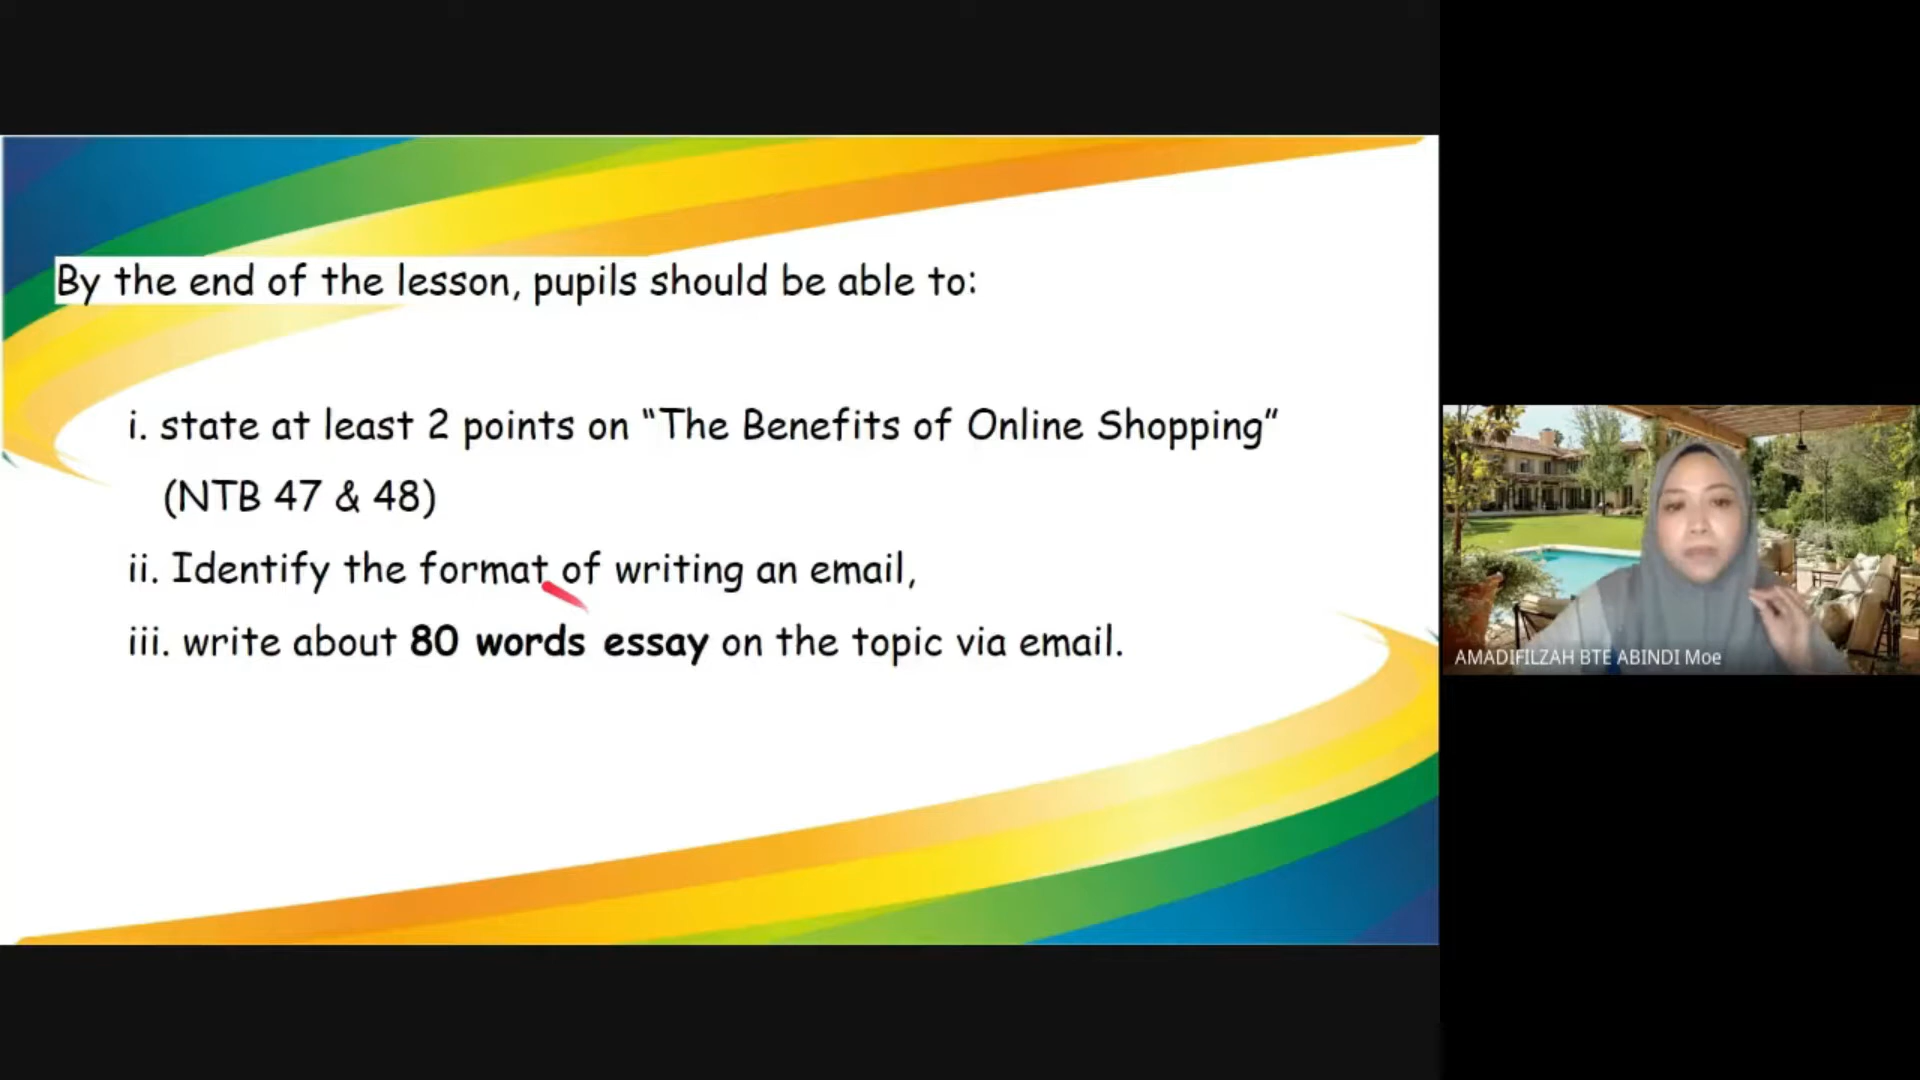 By the end of the lesson, pupils should be able to:
i. state at least 2 points on “The Benefits of Online Shopping”
(NTB 47 & 48)
ii. Identify the format of writing an email,
iii. write about 80 words essay on the topic via email.
AMADIFILZAH BTE ABINDI Moe